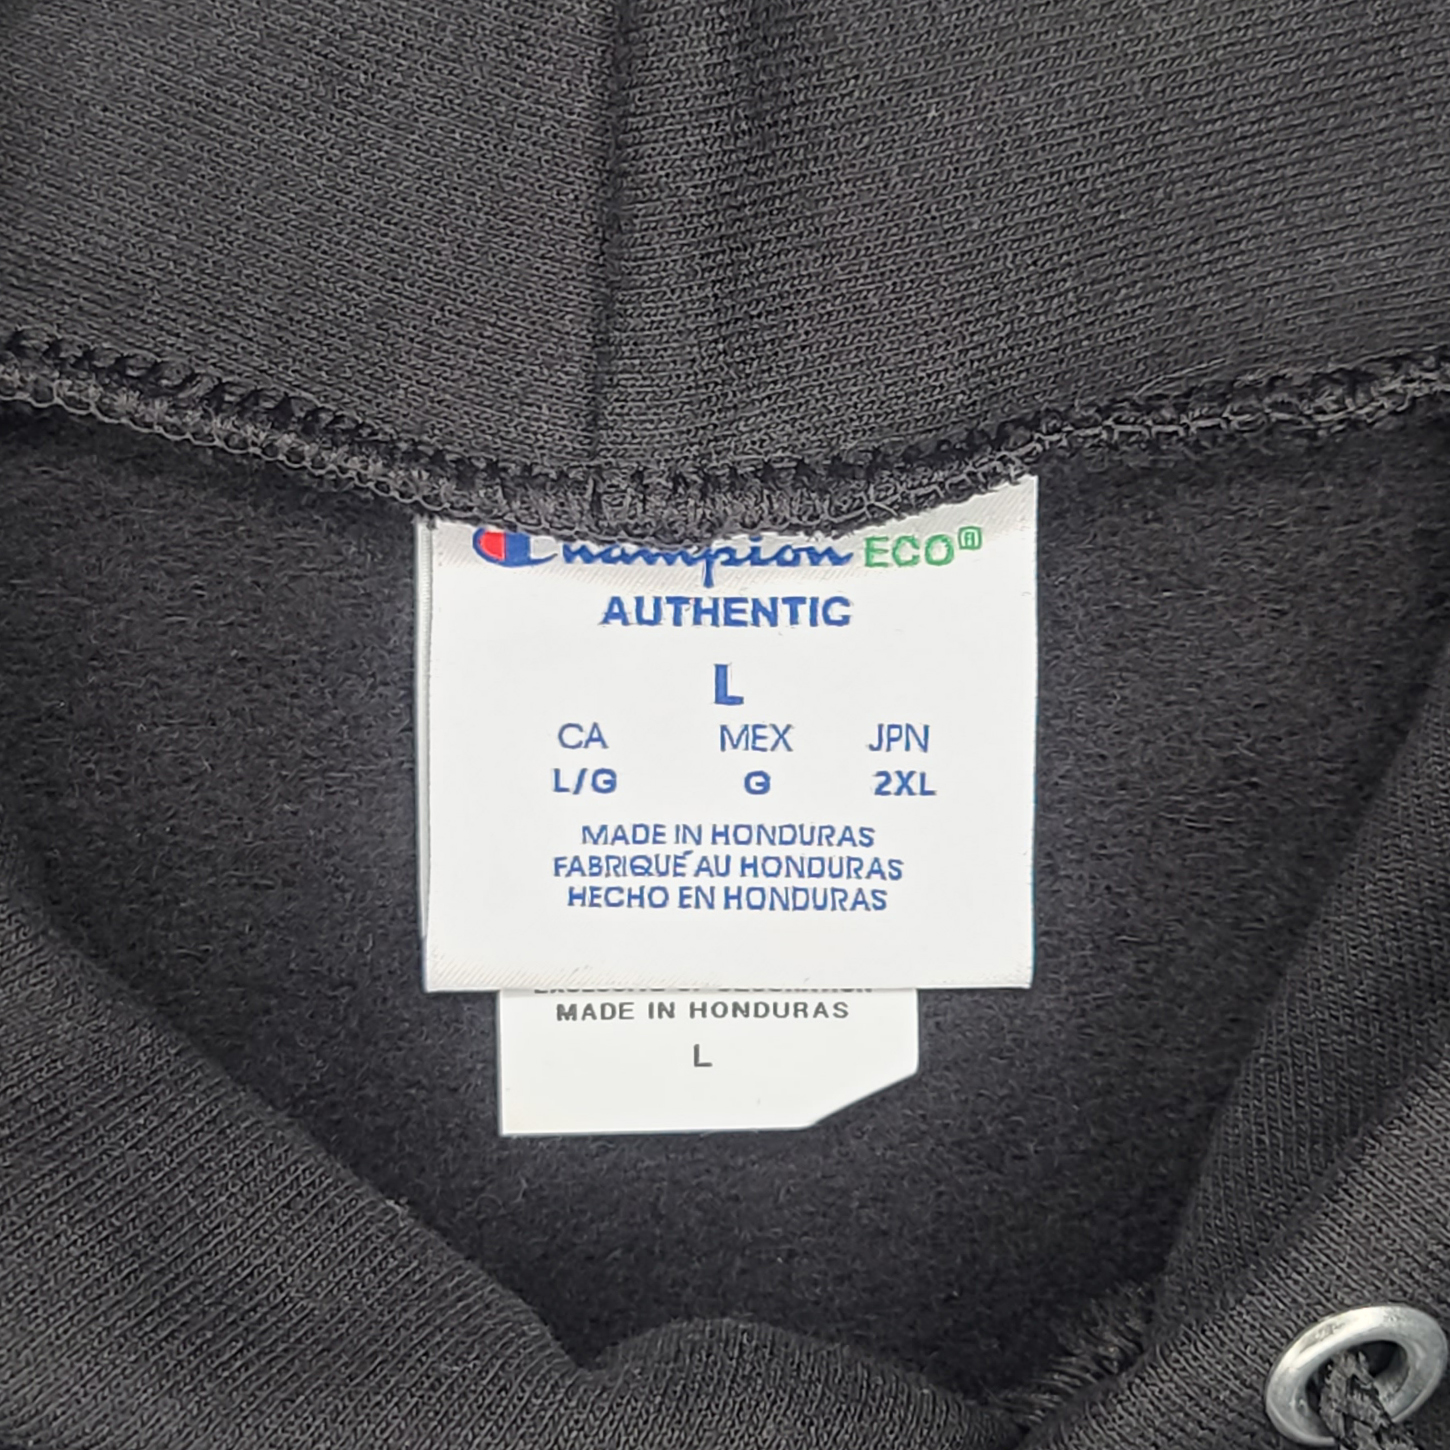 Champion ECO®
AUTHENTIC
L
CA MEX JPN
L/G G 2XL
MADE IN HONDURAS
FABRIQUÉ AU HONDURAS
HECHO EN HONDURAS
MADE IN HONDURAS
L